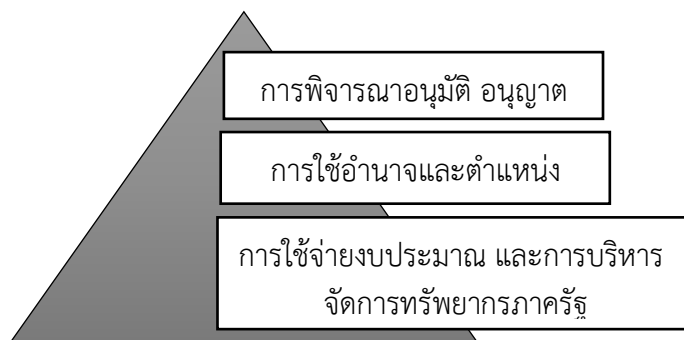 การพิจารณาอนุมัติ อนุญาต
การใช้อำนาจและตำแหน่ง
การใช้จ่ายงบประมาณ และการบริหาร
จัดการทรัพยากรภาครัฐ